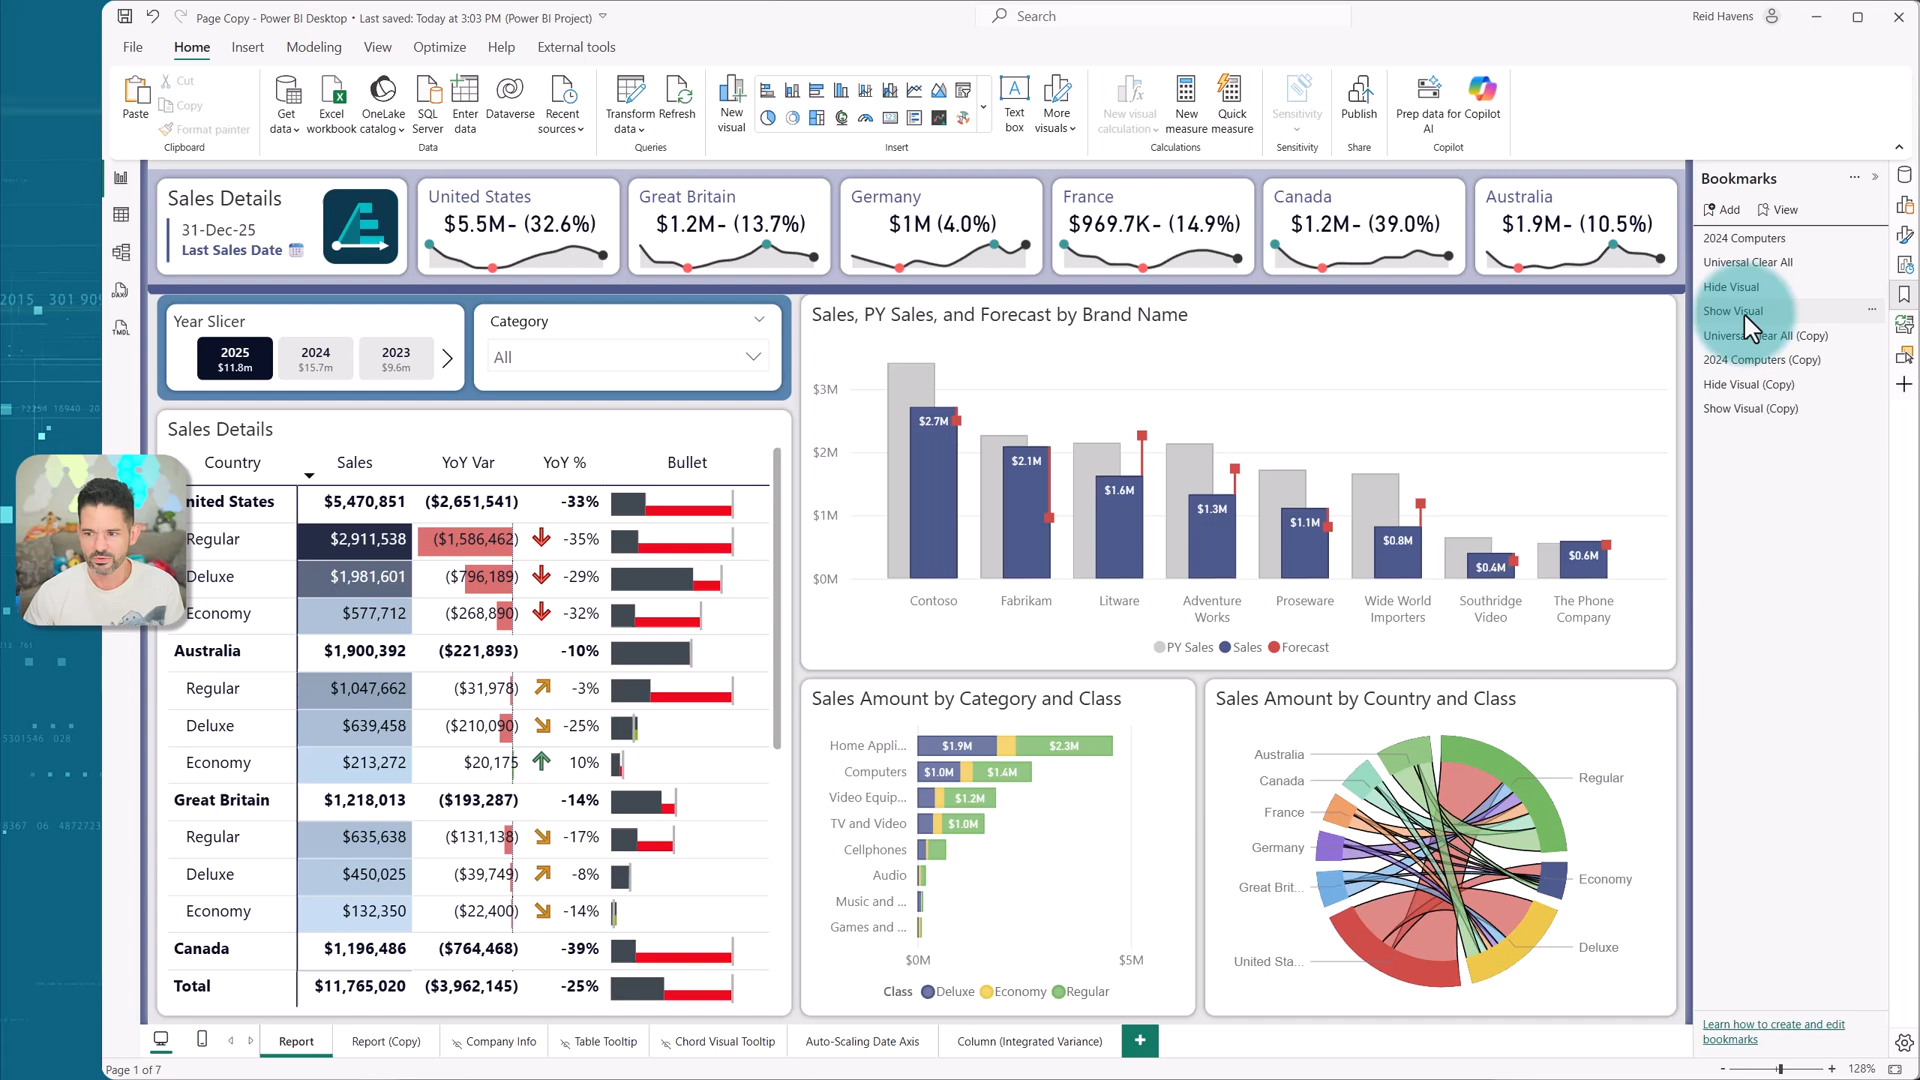 Page Copy - Power BI Desktop • Last saved: Today at 3:03 PM (Power BI Project)
Search
Reid Havens
File Home Insert Modeling View Optimize Help External tools
Paste
Cut
Copy
Format painter
Clipboard
Get data
Excel workbook
OneLake catalog
SQL Server
Enter data
Dataverse
Recent sources
Data
Transform data
Refresh
Queries
New visual
Text box
More visuals
Insert
New visual calculation
New measure
Quick measure
Calculations
Sensitivity
Sensitivity
Publish
Share
Prep data for AI
Copilot
Copilot
Sales Details
31-Dec-25
Last Sales Date
United States
$5.5M- (32.6%)
Great Britain
$1.2M- (13.7%)
Germany
$1M (4.0%)
France
$969.7K- (14.9%)
Canada
$1.2M- (39.0%)
Australia
$1.9M- (10.5%)
Year Slicer
2025
$11.8m
2024
$15.7m
2023
$9.6m
Category
All
Sales Details
Country Sales YoY Var YoY % Bullet
nited States $5,470,851 ($2,651,541) -33%
Regular $2,911,538 ($1,586,462) -35%
Deluxe $1,981,601 ($796,189) -29%
Economy $577,712 ($268,890) -32%
Australia $1,900,392 ($221,893) -10%
Regular $1,047,662 ($31,978) -3%
Deluxe $639,458 ($210,090) -25%
Economy $213,272 $20,175 10%
Great Britain $1,218,013 ($193,287) -14%
Regular $635,638 ($131,138) -17%
Deluxe $450,025 ($39,749) -8%
Economy $132,350 ($22,400) -14%
Canada $1,196,486 ($764,468) -39%
Total $11,765,020 ($3,962,145) -25%
Sales, PY Sales, and Forecast by Brand Name
$3M
$2M
$1M
$0M
$2.7M
$2.1M
$1.6M
$1.3M
$1.1M
$0.8M
$0.4M
$0.6M
Contoso
Fabrikam
Litware
Adventure Works
Proseware
Wide World Importers
Southridge Video
The Phone Company
PY Sales Sales Forecast
Sales Amount by Category and Class
Home Appli... $1.9M $2.3M
Computers $1.0M $1.4M
Video Equip... $1.2M
TV and Video $1.0M
Cellphones
Audio
Music and ...
Games and ...
$0M $5M
Class Deluxe Economy Regular
Sales Amount by Country and Class
Australia
Canada
France
Germany
Great Brit...
United Sta...
Regular
Economy
Deluxe
Bookmarks
Add View
2024 Computers
Universal Clear All
Hide Visual
Show Visual
Universal Clear All (Copy)
2024 Computers (Copy)
Hide Visual (Copy)
Show Visual (Copy)
Learn how to create and edit
bookmarks
DAX
TMDL
Report Report (Copy) Company Info Table Tooltip Chord Visual Tooltip Auto-Scaling Date Axis Column (Integrated Variance)
Page 1 of 7
128%